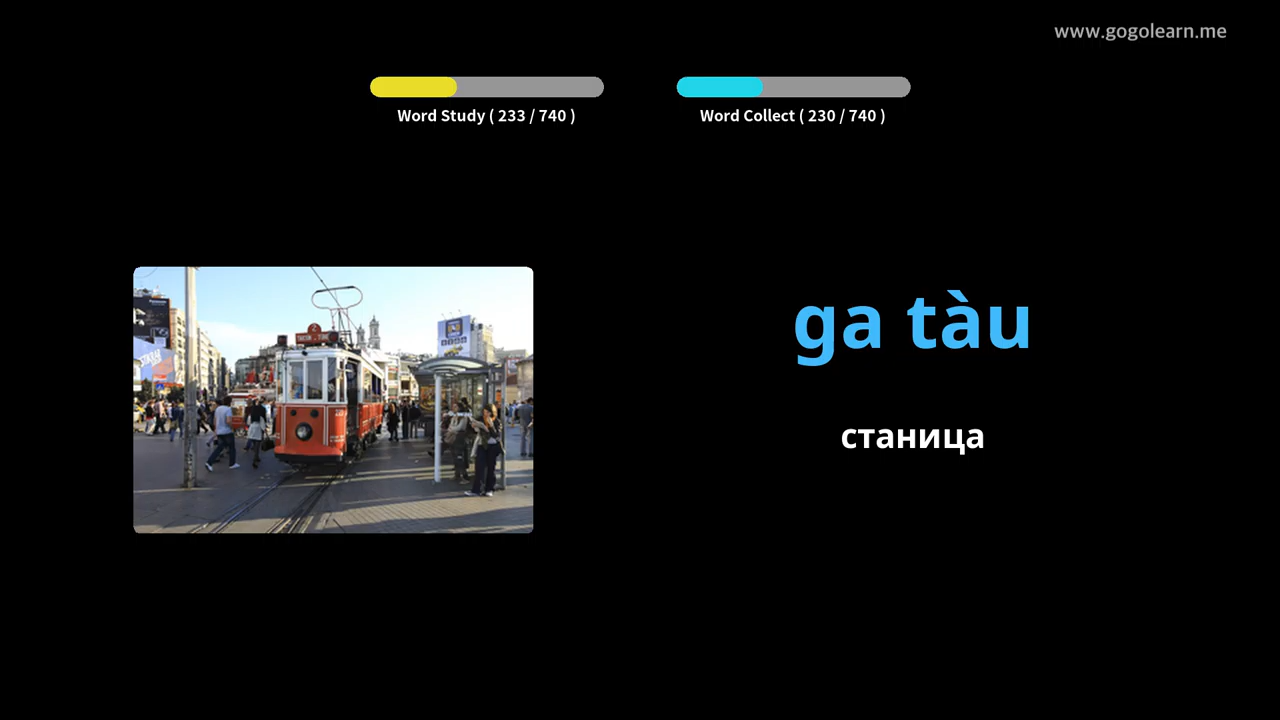 www.gogolearn.me
Word Study ( 233 / 740 )
Word Collect ( 230 / 740 )
ga tàu
станица